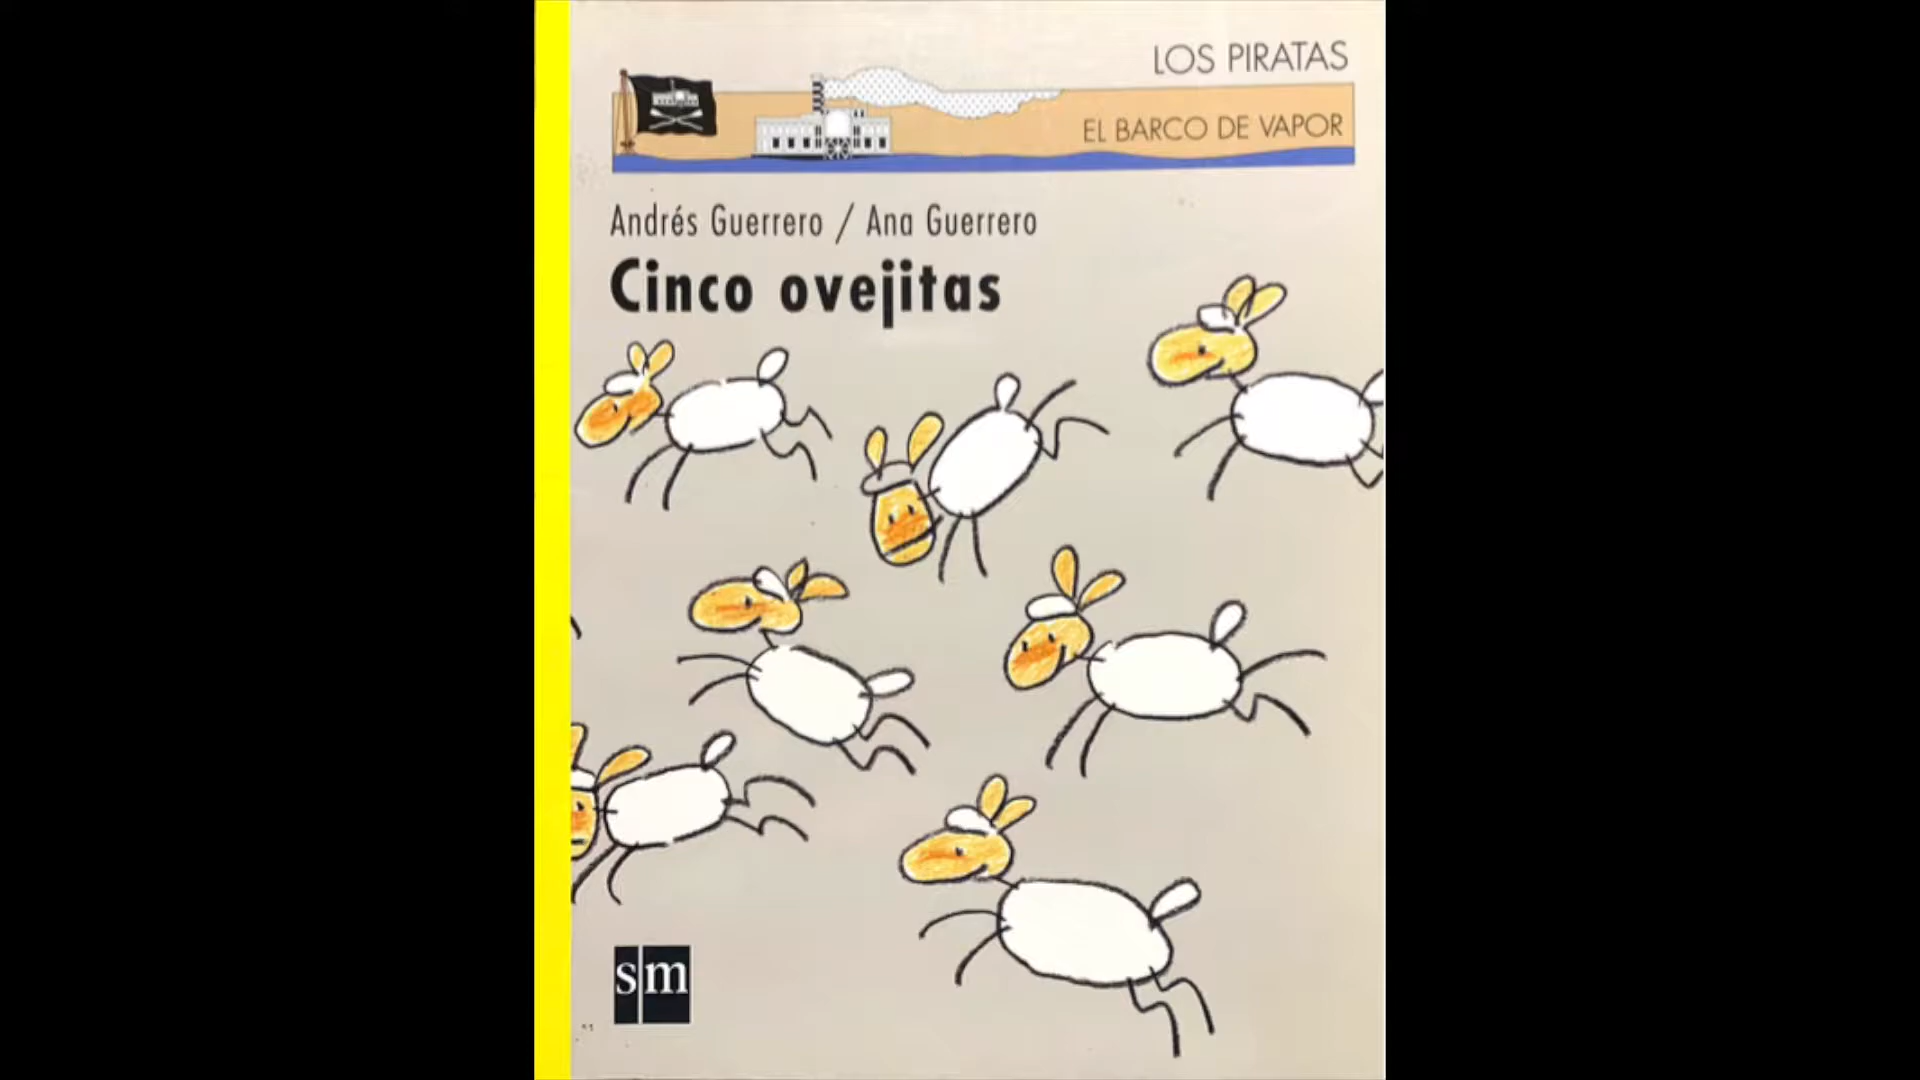 LOS PIRATAS
EL BARCO DE VAPOR
Andrés Guerrero / Ana Guerrero
Cinco ovejitas
sm